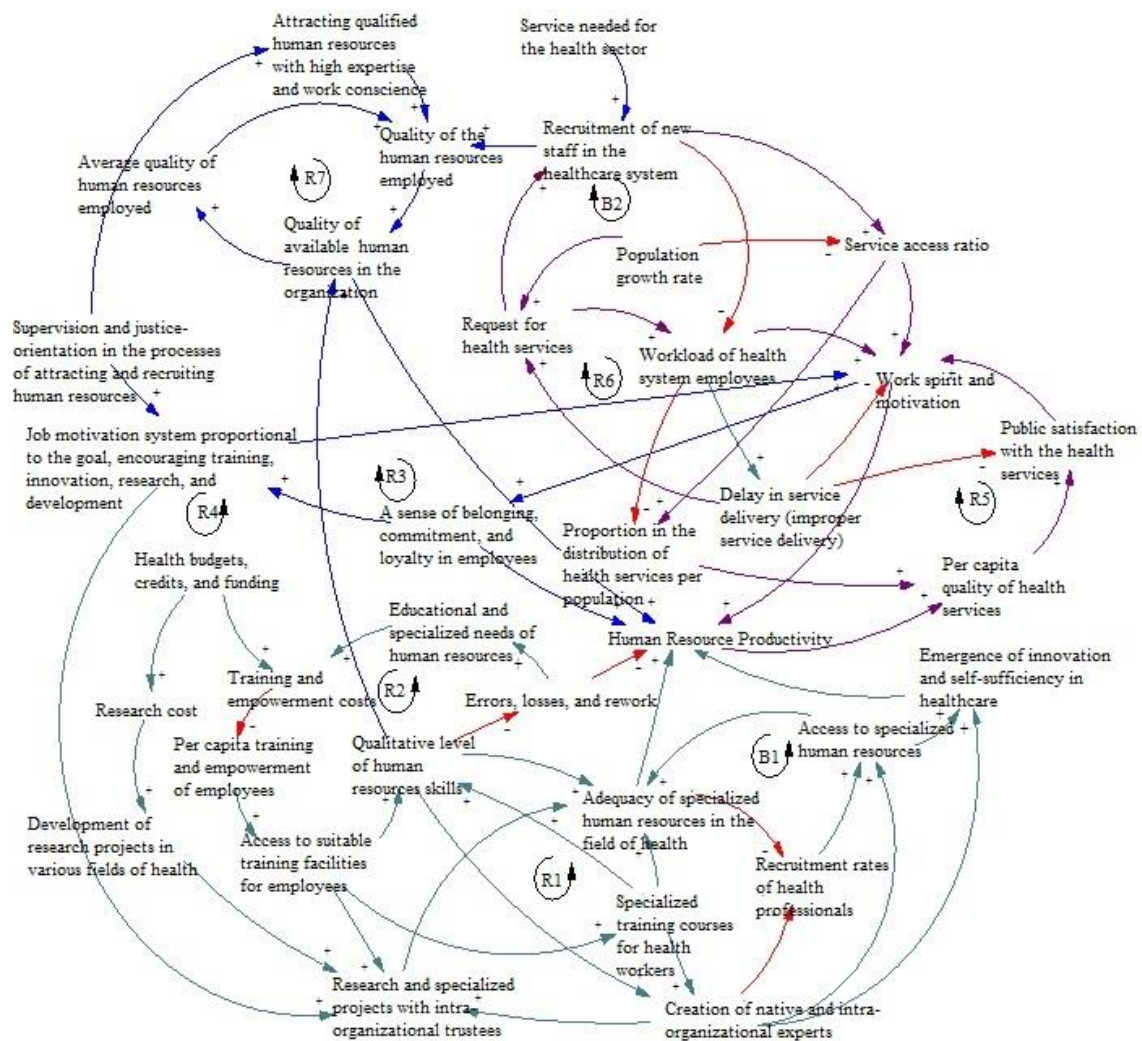 Attracting qualified
human resources
with high expertise
and work conscience
Service needed for
the health sector
Quality of the
human resources
employed
Recruitment of new
staff in the
healthcare system
Average quality of
human resources
employed
R7
B2
Quality of
available human
resources in the
organization
Population
growth rate
Service access ratio
Supervision and justice-
orientation in the processes
of attracting and recruiting
human resources
Request for
health services
R6
Workload of health
system employees
Work spirit and
motivation
Job motivation system proportional
to the goal, encouraging training,
innovation, research, and
development
Public satisfaction
with the health
services
R3
R4
A sense of belonging,
commitment, and
loyalty in employees
Delay in service
delivery (improper
service delivery)
R5
Proportion in the
distribution of
health services per
population
Health budgets,
credits, and funding
Per capita
quality of health
services
Educational and
specialized needs of
human resources
Human Resource Productivity
Emergence of innovation
and self-sufficiency in
healthcare
Training and
empowerment costs
R2
Errors, losses, and rework
Research cost
Per capita training
and empowerment
of employees
Qualitative level
of human
resources skills
B1
Access to specialized
human resources
Adequacy of specialized
human resources in the
field of health
Development of
research projects in
various fields of health
Access to suitable
training facilities
for employees
R1
Recruitment rates
of health
professionals
Specialized
training courses
for health
workers
Research and specialized
projects with intra-
organizational trustees
Creation of native and intra-
organizational experts